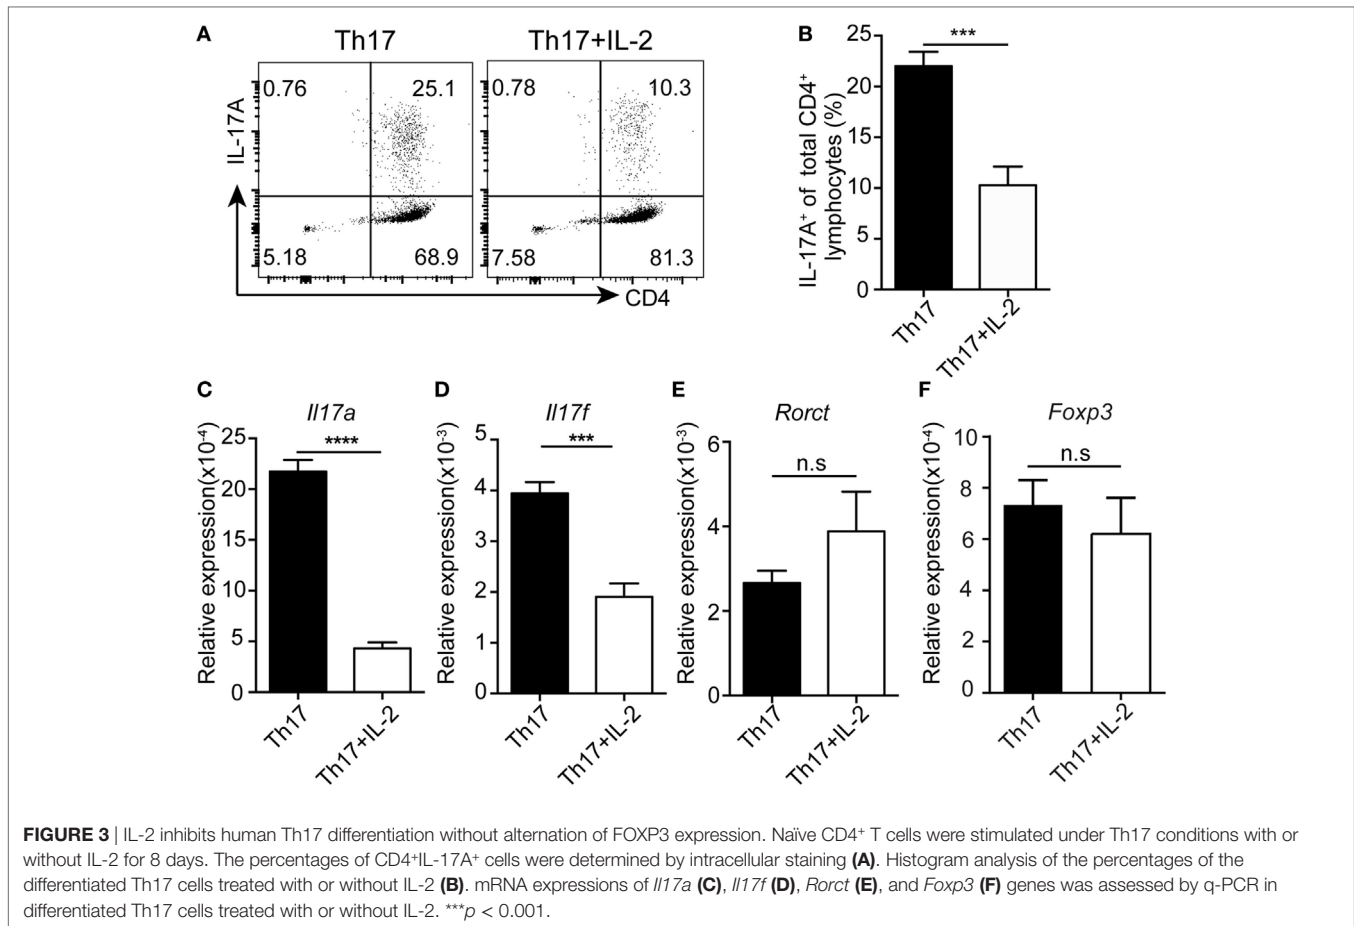 A
Th17
Th17+IL-2
0.76
25.1
0.78
10.3
IL-17A
5.18
68.9
7.58
81.3
CD4
B
***
IL-17A⁺ of total CD4⁺
lymphocytes (%)
25
20
15
10
5
0
Th17
Th17+IL-2
C
Il17a
****
Relative expression(x10⁻⁴)
25
20
15
10
5
0
Th17
Th17+IL-2
D
Il17f
***
Relative expression(x10⁻³)
5
4
3
2
1
0
Th17
Th17+IL-2
E
Rorct
n.s
Relative expression(x10⁻³)
6
4
2
0
Th17
Th17+IL-2
F
Foxp3
n.s
Relative expression(x10⁻⁴)
10
8
6
4
2
0
Th17
Th17+IL-2
FIGURE 3 | IL-2 inhibits human Th17 differentiation without alternation of FOXP3 expression. Naïve CD4⁺ T cells were stimulated under Th17 conditions with or
without IL-2 for 8 days. The percentages of CD4⁺IL-17A⁺ cells were determined by intracellular staining (A). Histogram analysis of the percentages of the
differentiated Th17 cells treated with or without IL-2 (B). mRNA expressions of Il17a (C), Il17f (D), Rorct (E), and Foxp3 (F) genes was assessed by q-PCR in
differentiated Th17 cells treated with or without IL-2. ***p < 0.001.